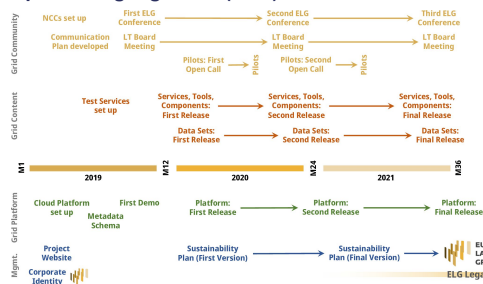 Grid Community
NCCs set up
First ELG
Conference
Second ELG
Conference
Third ELG
Conference
Communication
Plan developed
LT Board
Meeting
LT Board
Meeting
LT Board
Meeting
Pilots: First
Open Call
Pilots
Pilots: Second
Open Call
Pilots
Grid Content
Test Services
set up
Services, Tools,
Components:
First Release
Services, Tools,
Components:
Second Release
Services, Tools,
Components:
Final Release
Data Sets:
First Release
Data Sets:
Second Release
Data Sets:
Final Release
M1
M12
M24
M36
2019
2020
2021
Grid Platform
Cloud Platform
set up
First Demo
Metadata
Schema
Platform:
First Release
Platform:
Second Release
Platform:
Final Release
Mgmt.
Project
Website
Sustainability
Plan (First Version)
Sustainability
Plan (Final Version)
Corporate
Identity
EU
LA
GR
ELG Lega